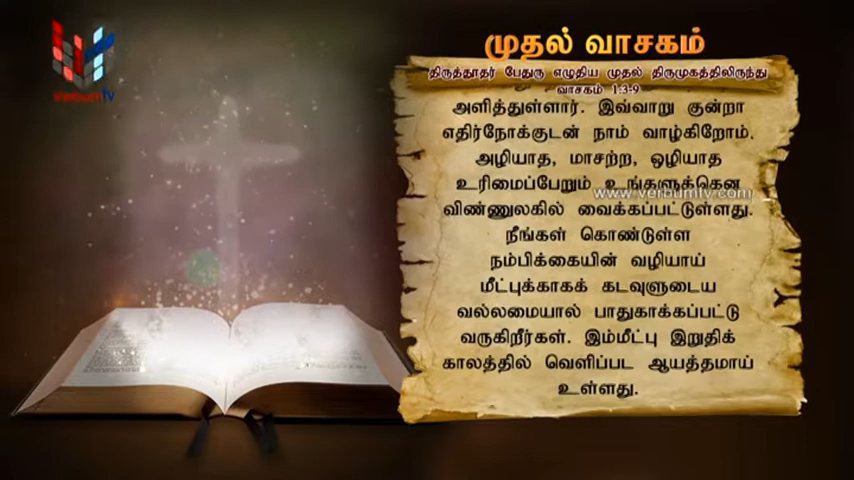 VerbumTV
முதல் வாசகம்
திருத்தூதர் பேதுரு எழுதிய முதல் திருமுகத்திலிருந்து
வாசகம் 1:3-9
அளித்துள்ளார். இவ்வாறு குன்றா
எதிர்நோக்குடன் நாம் வாழ்கிறோம்.
அழியாத, மாசற்ற, ஒழியாத
உரிமைப்பேறும் உங்களுக்கென
www.verbumtv.com
விண்ணுலகில் வைக்கப்பட்டுள்ளது.
நீங்கள் கொண்டுள்ள
நம்பிக்கையின் வழியாய்
மீட்புக்காகக் கடவுளுடைய
வல்லமையால் பாதுகாக்கப்பட்டு
வருகிறீர்கள். இம்மீட்பு இறுதிக்
காலத்தில் வெளிப்பட ஆயத்தமாய்
உள்ளது.